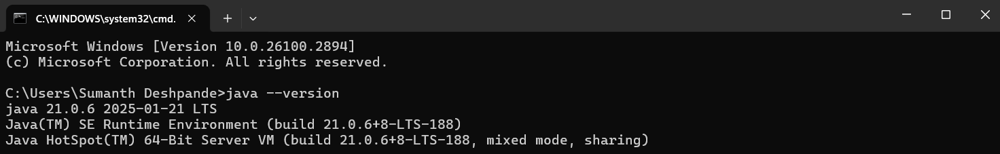 C:\WINDOWS\system32\cmd.
Microsoft Windows [Version 10.0.26100.2894]
(c) Microsoft Corporation. All rights reserved.
C:\Users\Sumanth Deshpande>java --version
java 21.0.6 2025-01-21 LTS
Java(TM) SE Runtime Environment (build 21.0.6+8-LTS-188)
Java HotSpot(TM) 64-Bit Server VM (build 21.0.6+8-LTS-188, mixed mode, sharing)